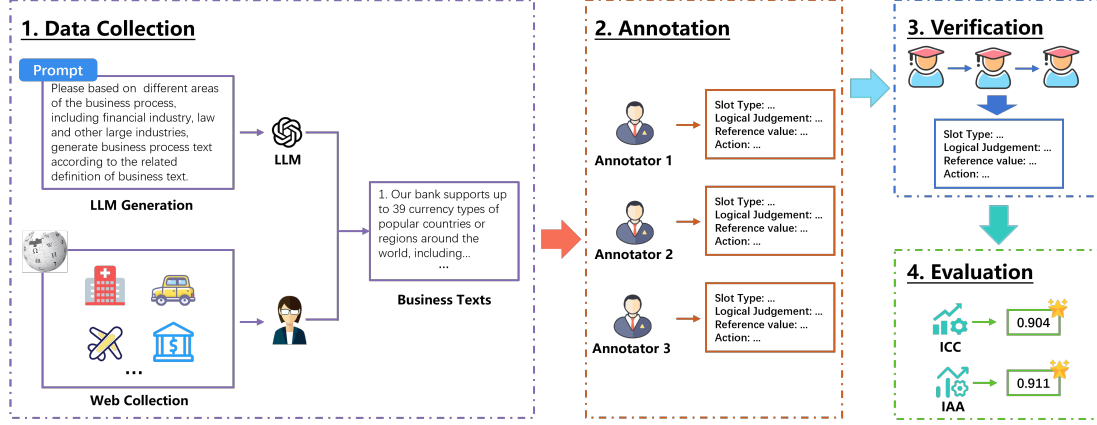 1. Data Collection
Prompt
Please based on different areas
of the business process,
including financial industry, law
and other large industries,
generate business process text
according to the related
definition of business text.
LLM Generation
LLM
Web Collection
1. Our bank supports up
to 39 currency types of
popular countries or
regions around the
world, including...
...
Business Texts
...
2. Annotation
Annotator 1
Slot Type: ...
Logical Judgement: ...
Reference value: ...
Action: ...
Annotator 2
Slot Type: ...
Logical Judgement: ...
Reference value: ...
Action: ...
Annotator 3
Slot Type: ...
Logical Judgement: ...
Reference value: ...
Action: ...
3. Verification
Slot Type: ...
Logical Judgement: ...
Reference value: ...
Action: ...
4. Evaluation
ICC
0.904
IAA
0.911